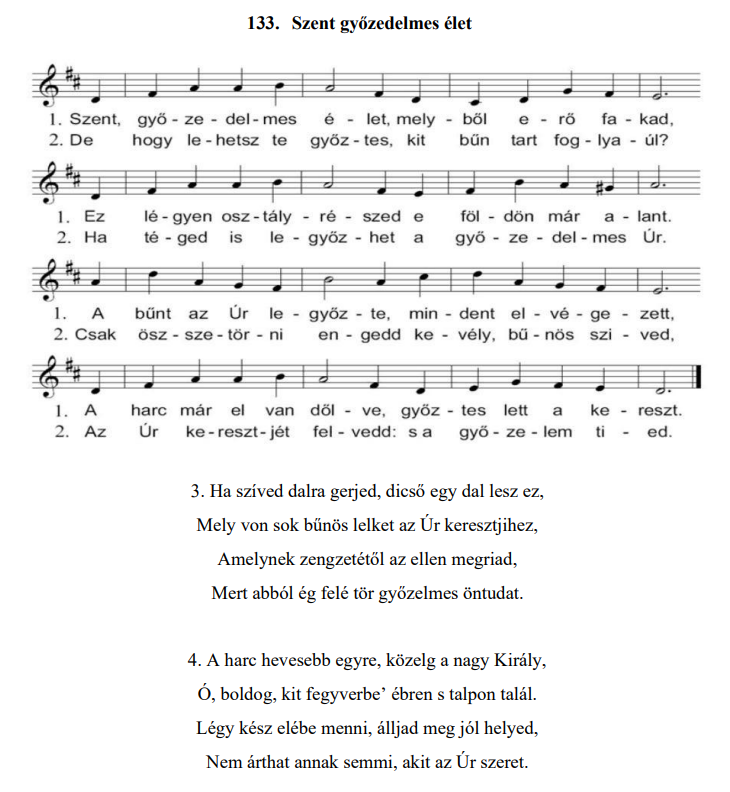 133. Szent győzedelmes élet
1. Szent, győ - ze - del - mes é - let, mely - ből e - rő fa - kad,
2. De hogy le - hetsz te győz - tes, kit bűn tart fog - lya - úl?
1. Ez lé - gyen osz - tály - ré - szed e föl - dön már a - lant.
2. Ha té - ged is le - győz - het a győ - ze - del - mes Úr.
1. A bűnt az Úr le - győz - te, min - dent el - vé - ge - zett,
2. Csak ösz - sze - tör - ni en - gedd ke - vély, bű - nös szi - ved,
1. A harc már el van dől - ve, győz - tes lett a ke - reszt.
2. Az Úr ke - reszt - jét fel - vedd: s a győ - ze - lem ti - ed.
3. Ha szíved dalra gerjed, dicső egy dal lesz ez,
Mely von sok bűnös lelket az Úr keresztjihez,
Amelynek zengzetétől az ellen megriad,
Mert abból ég felé tör győzelmes öntudat.
4. A harc hevesebb egyre, közelg a nagy Király,
Ó, boldog, kit fegyverbe’ ébren s talpon talál.
Légy kész elébe menni, álljad meg jól helyed,
Nem árthat annak semmi, akit az Úr szeret.